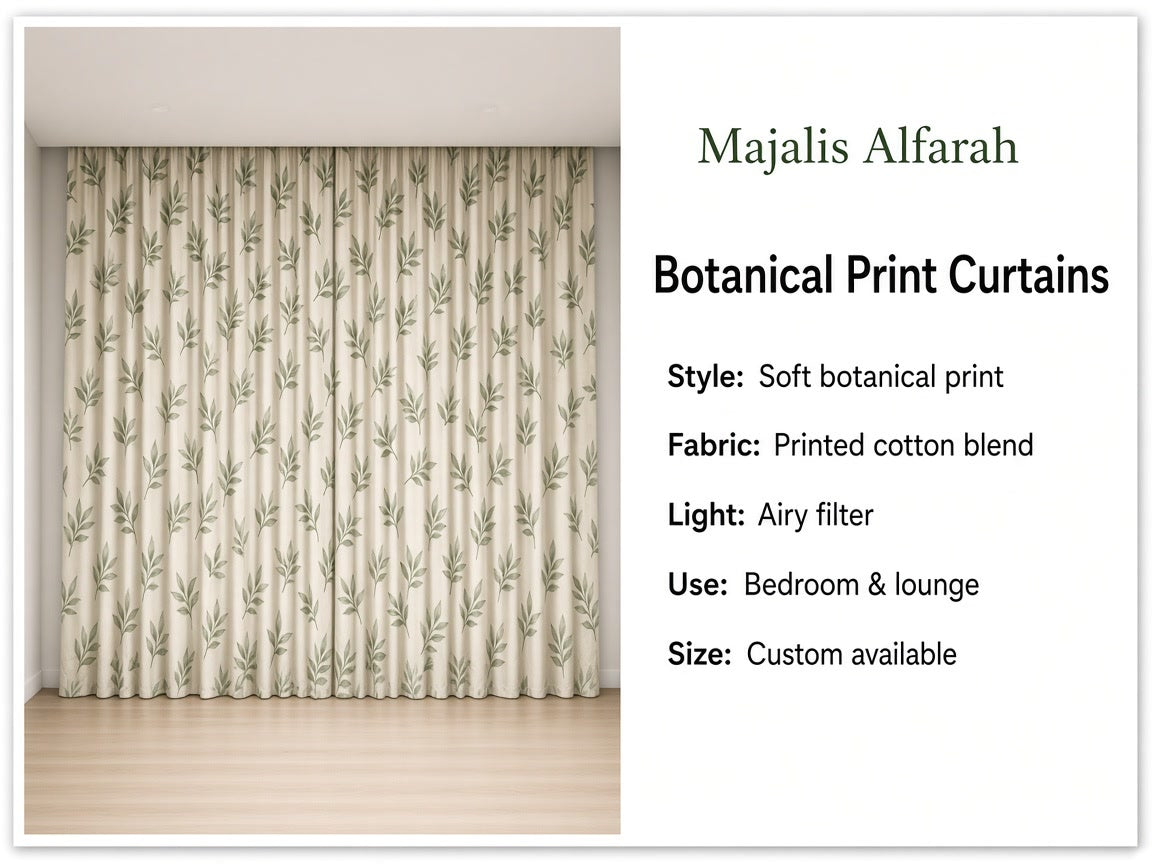 Majalis Alfarah
Botanical Print Curtains
Style: Soft botanical print
Fabric: Printed cotton blend
Light: Airy filter
Use: Bedroom & lounge
Size: Custom available